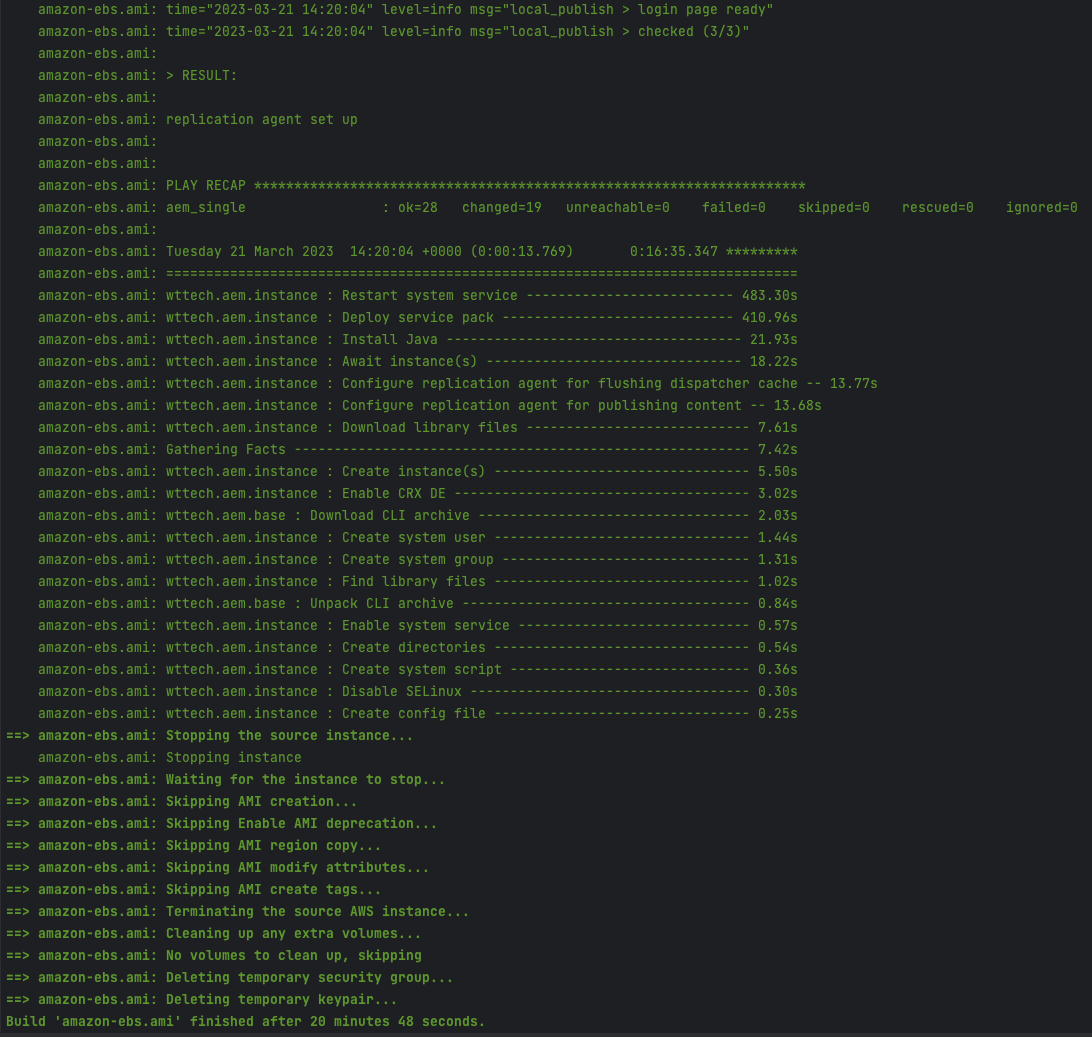 amazon-ebs.ami: time="2023-03-21 14:20:04" level=info msg="local_publish > login page ready"
amazon-ebs.ami: time="2023-03-21 14:20:04" level=info msg="local_publish > checked (3/3)"
amazon-ebs.ami:
amazon-ebs.ami: > RESULT:
amazon-ebs.ami:
amazon-ebs.ami: replication agent set up
amazon-ebs.ami:
amazon-ebs.ami:
amazon-ebs.ami: PLAY RECAP *********************************************************************
amazon-ebs.ami: aem_single                 : ok=28   changed=19   unreachable=0    failed=0    skipped=0    rescued=0    ignored=0
amazon-ebs.ami:
amazon-ebs.ami: Tuesday 21 March 2023  14:20:04 +0000 (0:00:13.769)       0:16:35.347 *********
amazon-ebs.ami: ===============================================================================
amazon-ebs.ami: wttech.aem.instance : Restart system service -------------------------- 483.30s
amazon-ebs.ami: wttech.aem.instance : Deploy service pack ----------------------------- 410.96s
amazon-ebs.ami: wttech.aem.instance : Install Java ------------------------------------- 21.93s
amazon-ebs.ami: wttech.aem.instance : Await instance(s) -------------------------------- 18.22s
amazon-ebs.ami: wttech.aem.instance : Configure replication agent for flushing dispatcher cache -- 13.77s
amazon-ebs.ami: wttech.aem.instance : Configure replication agent for publishing content -- 13.68s
amazon-ebs.ami: wttech.aem.instance : Download library files ---------------------------- 7.61s
amazon-ebs.ami: Gathering Facts --------------------------------------------------------- 7.42s
amazon-ebs.ami: wttech.aem.instance : Create instance(s) -------------------------------- 5.50s
amazon-ebs.ami: wttech.aem.instance : Enable CRX DE ------------------------------------- 3.02s
amazon-ebs.ami: wttech.aem.base : Download CLI archive ---------------------------------- 2.03s
amazon-ebs.ami: wttech.aem.instance : Create system user -------------------------------- 1.44s
amazon-ebs.ami: wttech.aem.instance : Create system group ------------------------------- 1.31s
amazon-ebs.ami: wttech.aem.instance : Find library files -------------------------------- 1.02s
amazon-ebs.ami: wttech.aem.base : Unpack CLI archive ------------------------------------ 0.84s
amazon-ebs.ami: wttech.aem.instance : Enable system service ----------------------------- 0.57s
amazon-ebs.ami: wttech.aem.instance : Create directories -------------------------------- 0.54s
amazon-ebs.ami: wttech.aem.instance : Create system script ------------------------------ 0.36s
amazon-ebs.ami: wttech.aem.instance : Disable SELinux ----------------------------------- 0.30s
amazon-ebs.ami: wttech.aem.instance : Create config file -------------------------------- 0.25s
==> amazon-ebs.ami: Stopping the source instance...
amazon-ebs.ami: Stopping instance
==> amazon-ebs.ami: Waiting for the instance to stop...
==> amazon-ebs.ami: Skipping AMI creation...
==> amazon-ebs.ami: Skipping Enable AMI deprecation...
==> amazon-ebs.ami: Skipping AMI region copy...
==> amazon-ebs.ami: Skipping AMI modify attributes...
==> amazon-ebs.ami: Skipping AMI create tags...
==> amazon-ebs.ami: Terminating the source AWS instance...
==> amazon-ebs.ami: Cleaning up any extra volumes...
==> amazon-ebs.ami: No volumes to clean up, skipping
==> amazon-ebs.ami: Deleting temporary security group...
==> amazon-ebs.ami: Deleting temporary keypair...
Build 'amazon-ebs.ami' finished after 20 minutes 48 seconds.